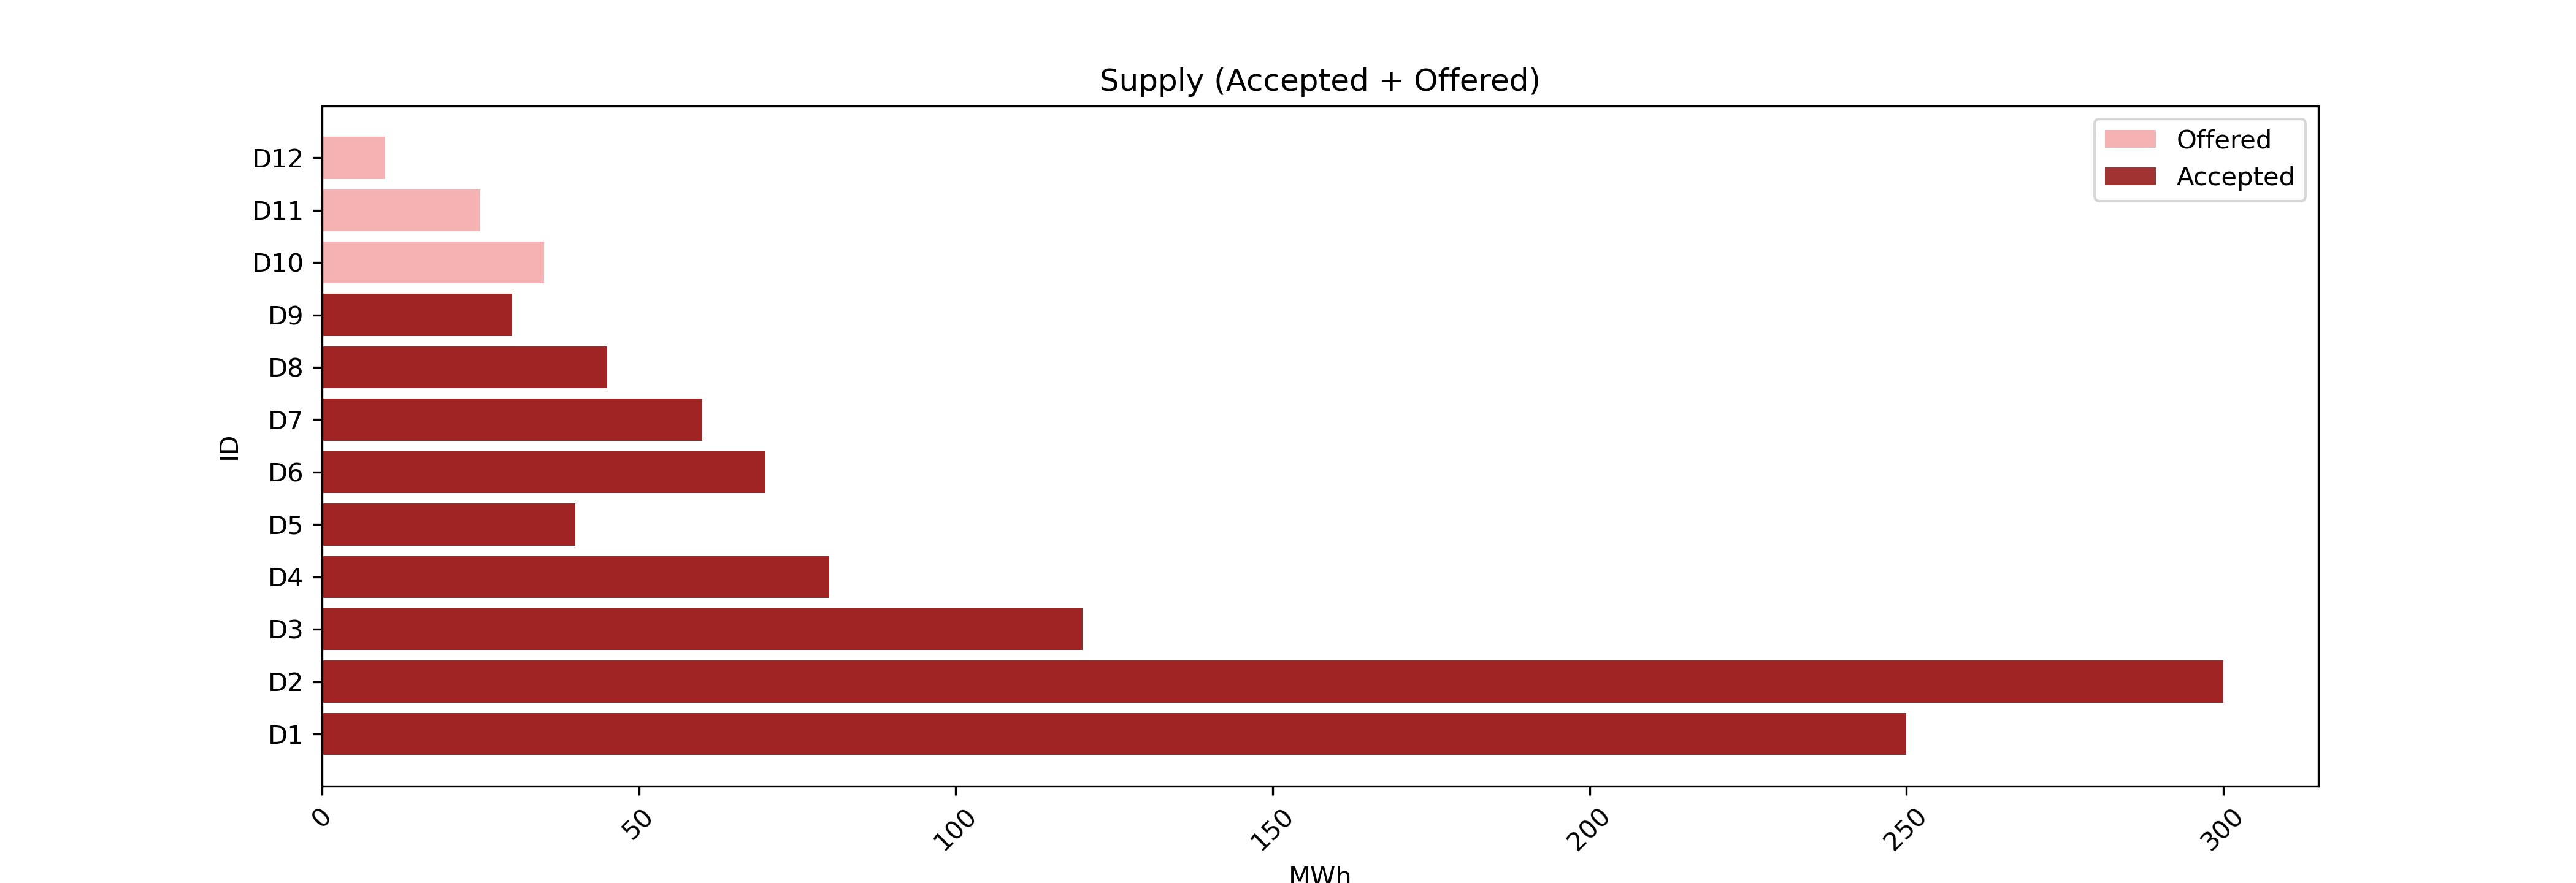 Supply (Accepted + Offered)
Offered
Accepted
D12
D11
D10
D9
D8
D7
D6
D5
D4
D3
D2
D1
ID
0 50 100 150 200 250 300
MWh